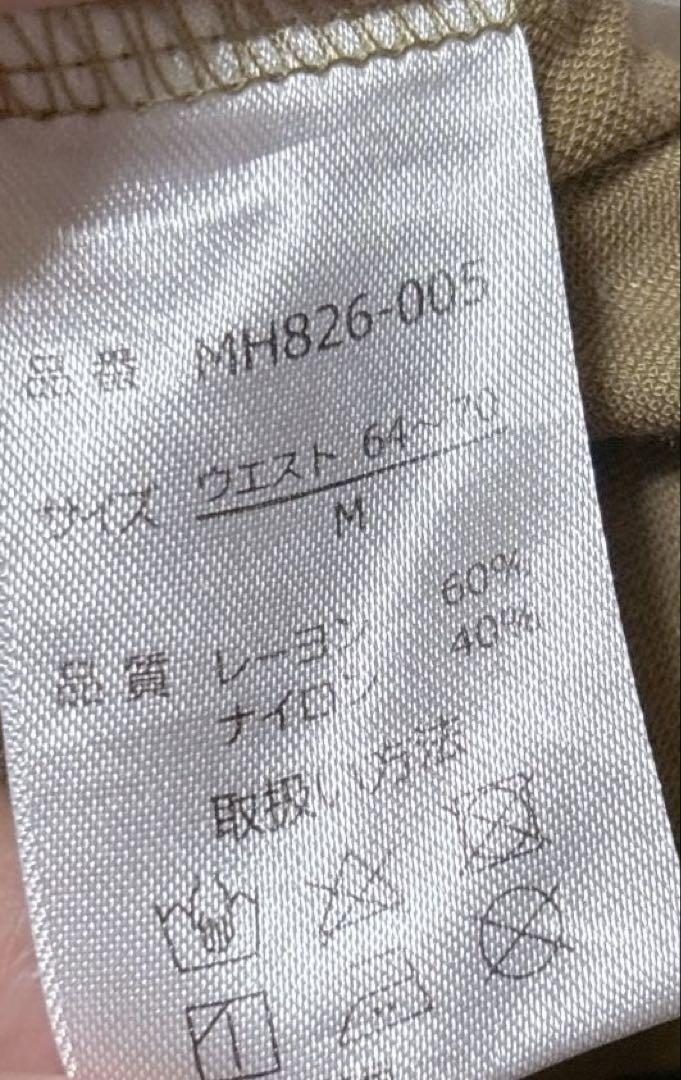 品番 MH826-005
サイズ ウエスト 64~70
M
品質 レーヨン 60%
ナイロン 40%
取扱い方法